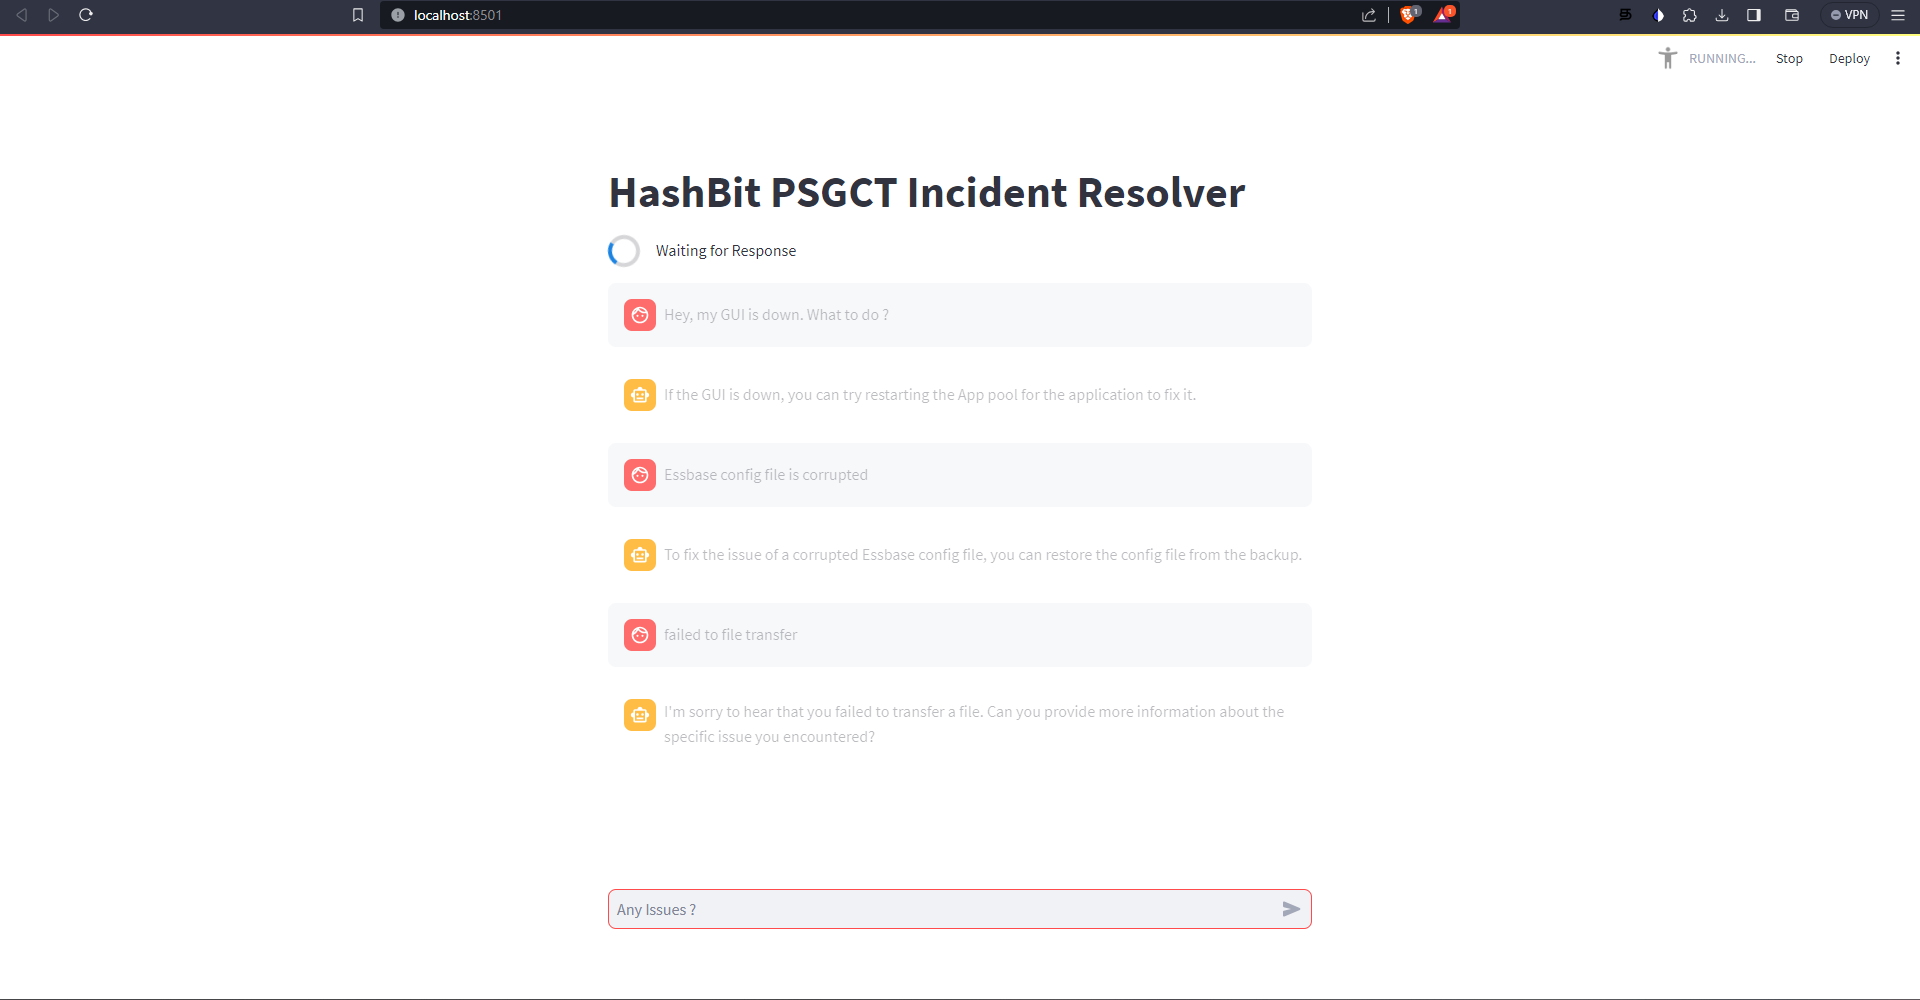 localhost:8501
1
1
VPN
RUNNING...
Stop
Deploy
HashBit PSGCT Incident Resolver
Waiting for Response
Hey, my GUI is down. What to do ?
If the GUI is down, you can try restarting the App pool for the application to fix it.
Essbase config file is corrupted
To fix the issue of a corrupted Essbase config file, you can restore the config file from the backup.
failed to file transfer
I'm sorry to hear that you failed to transfer a file. Can you provide more information about the
specific issue you encountered?
Any Issues ?